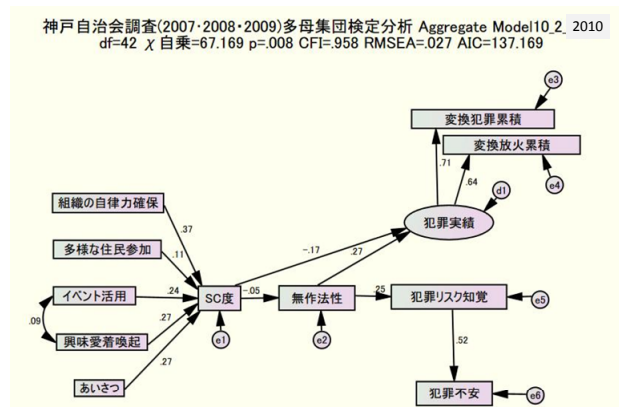 神戸自治会調査(2007・2008・2009)多母集団検定分析 Aggregate Model10_2_ 2010
df=42 χ自乗=67.169 p=.008 CFI=.958 RMSEA=.027 AIC=137.169
e3
変換犯罪累積
変換放火累積
.71
.64
e4
d1
組織の自律力確保
.37
犯罪実績
多様な住民参加
.11
-.17
.27
イベント活用
.24
SC度
-.05
無作法性
.25
犯罪リスク知覚
e5
.09
.27
興味愛着喚起
e1
e2
.27
.52
あいさつ
犯罪不安
e6